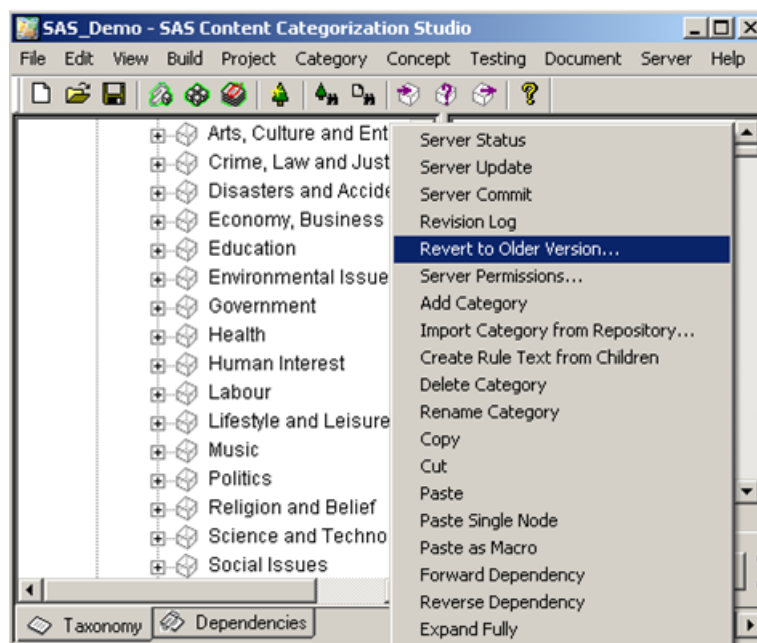 SAS_Demo - SAS Content Categorization Studio
File Edit View Build Project Category Concept Testing Document Server Help
Arts, Culture and Ent
Crime, Law and Just
Disasters and Accide
Economy, Business
Education
Environmental Issue
Government
Health
Human Interest
Labour
Lifestyle and Leisure
Music
Politics
Religion and Belief
Science and Techno
Social Issues
Taxonomy Dependencies
Server Status
Server Update
Server Commit
Revision Log
Revert to Older Version...
Server Permissions...
Add Category
Import Category from Repository...
Create Rule Text from Children
Delete Category
Rename Category
Copy
Cut
Paste
Paste Single Node
Paste as Macro
Forward Dependency
Reverse Dependency
Expand Fully